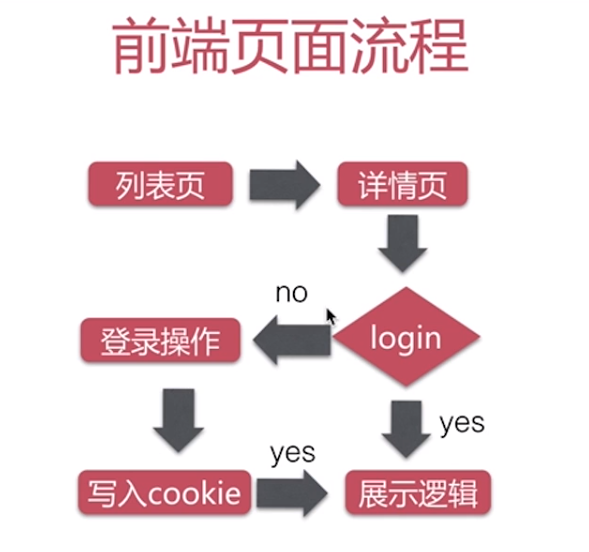 前端页面流程
列表页
详情页
no
登录操作
login
yes
yes
写入cookie
展示逻辑